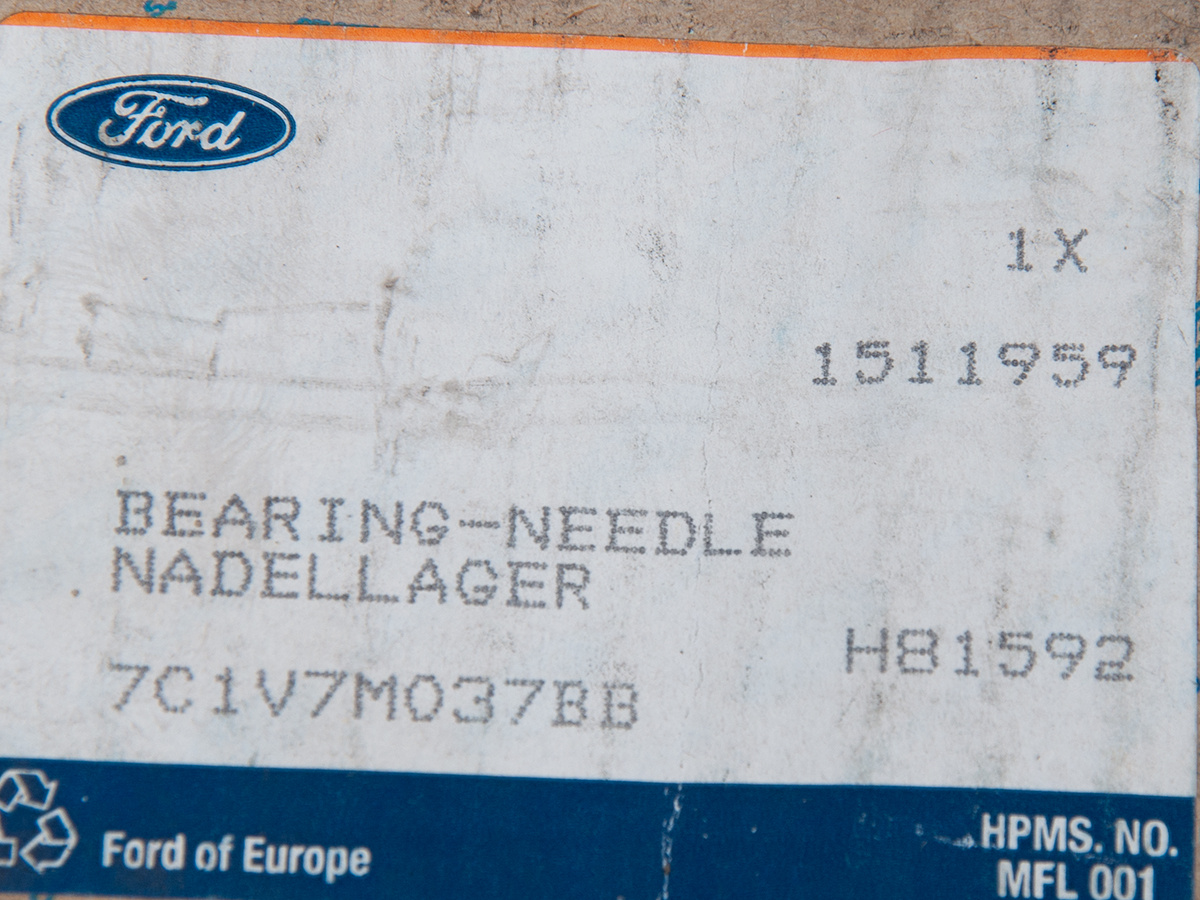 Ford
1X
1511959
BEARING-NEEDLE
NADELLAGER
H81592
7C1V7M037BB
Ford of Europe
HPMS. NO.
MFL 001